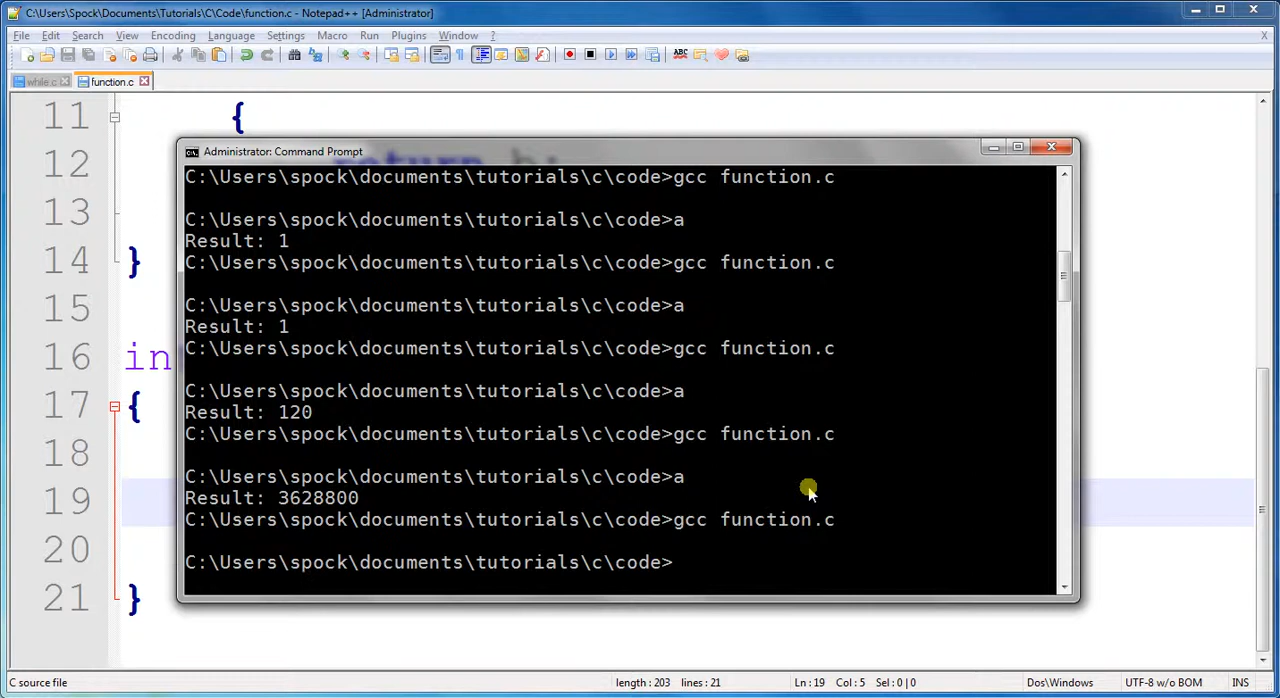 C:\Users\Spock\Documents\Tutorials\C\Code\function.c - Notepad++ [Administrator]
File Edit Search View Encoding Language Settings Macro Run Plugins Window ? X
while.c function.c
11 {
12 return b;
13
14 }
15
16 in
17 {
18
19
20
21 }
Administrator: Command Prompt
C:\Users\spock\documents\tutorials\c\code>gcc function.c
C:\Users\spock\documents\tutorials\c\code>a
Result: 1
C:\Users\spock\documents\tutorials\c\code>gcc function.c
C:\Users\spock\documents\tutorials\c\code>a
Result: 1
C:\Users\spock\documents\tutorials\c\code>gcc function.c
C:\Users\spock\documents\tutorials\c\code>a
Result: 120
C:\Users\spock\documents\tutorials\c\code>gcc function.c
C:\Users\spock\documents\tutorials\c\code>a
Result: 3628800
C:\Users\spock\documents\tutorials\c\code>gcc function.c
C:\Users\spock\documents\tutorials\c\code>
C source file length : 203 lines : 21 Ln : 19 Col : 5 Sel : 0 | 0 Dos\Windows UTF-8 w/o BOM INS